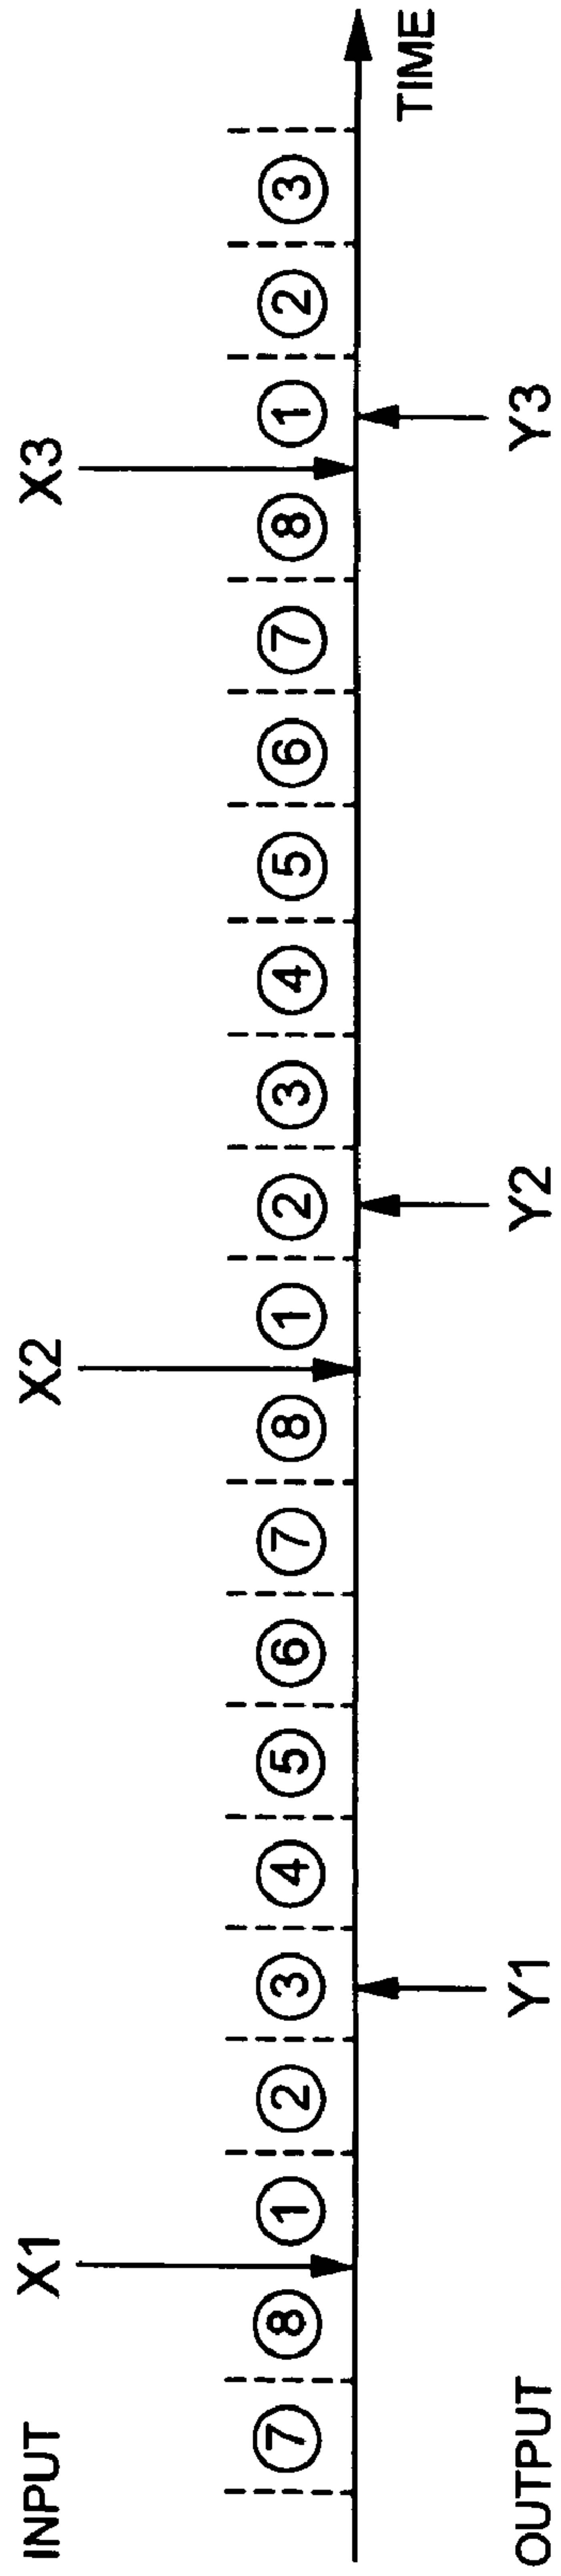 INPUT X1 X2 X3
⑦ ⑧ ① ② ③ ④ ⑤ ⑥ ⑦ ⑧ ① ② ③ ④ ⑤ ⑥ ⑦ ⑧ ① ② ③
TIME
OUTPUT Y1 Y2 Y3